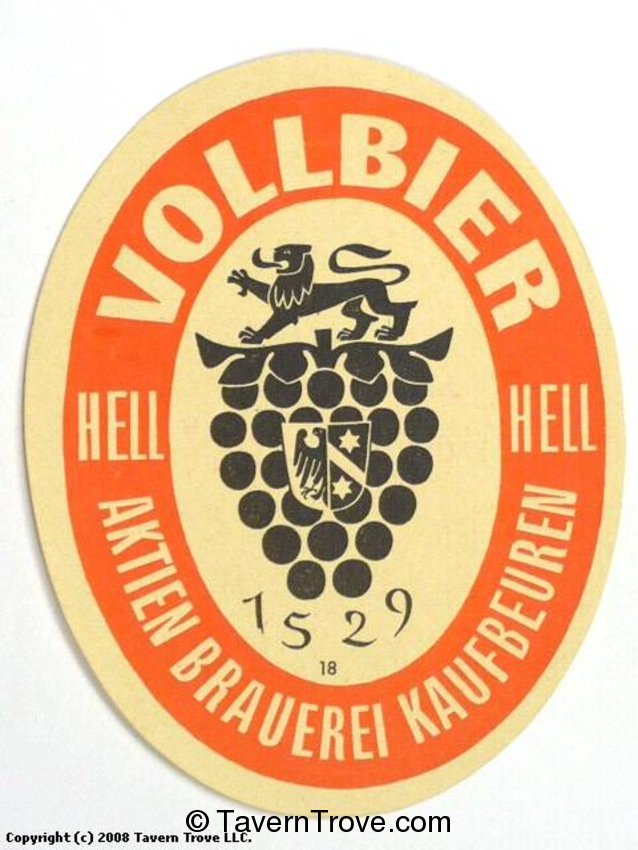 VOLLBIER
HELL
HELL
AKTIEN BRAUEREI KAUFBEUREN
1529
18
© TavernTrove.com
Copyright (c) 2008 Tavern Trove LLC.